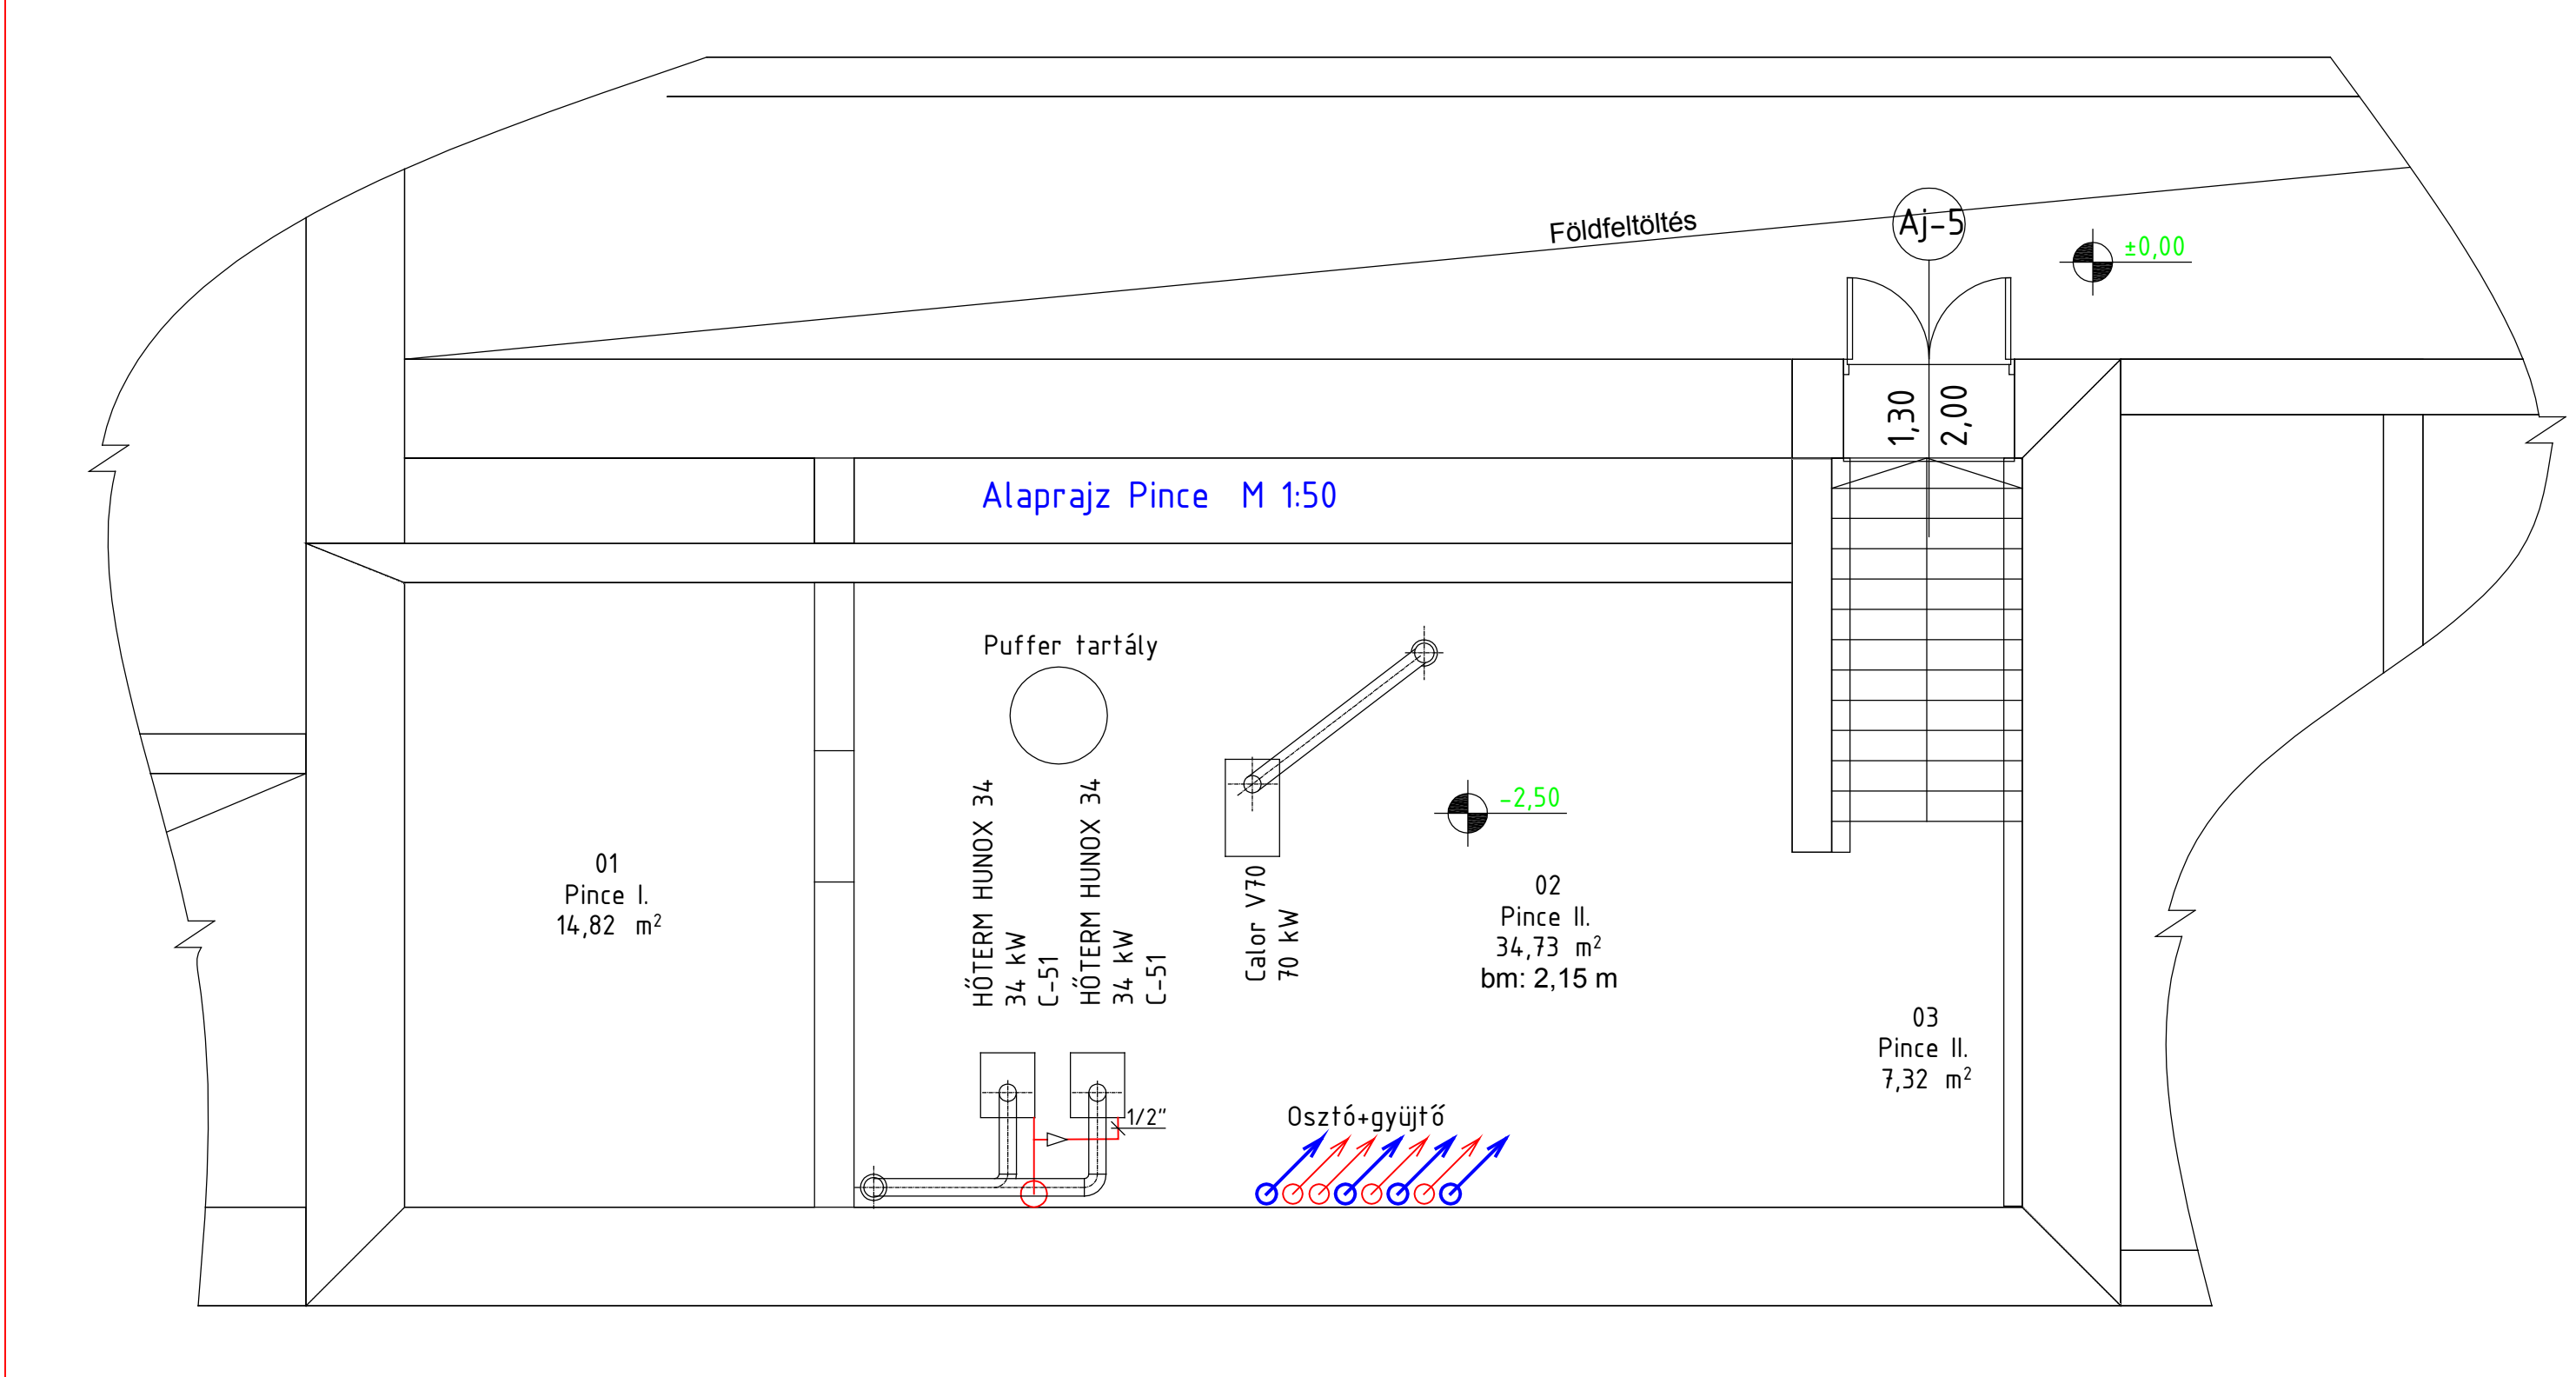 Földfeltöltés
Aj-5
±0,00
1,30
2,00
Alaprajz Pince M 1:50
Puffer tartály
HŐTERM HUNOX 34
34 kW
C-51
HŐTERM HUNOX 34
34 kW
C-51
Calor V70
70 kW
-2,50
01
Pince I.
14,82 m²
02
Pince II.
34,73 m²
bm: 2,15 m
03
Pince II.
7,32 m²
1/2"
Osztó+gyüjtő